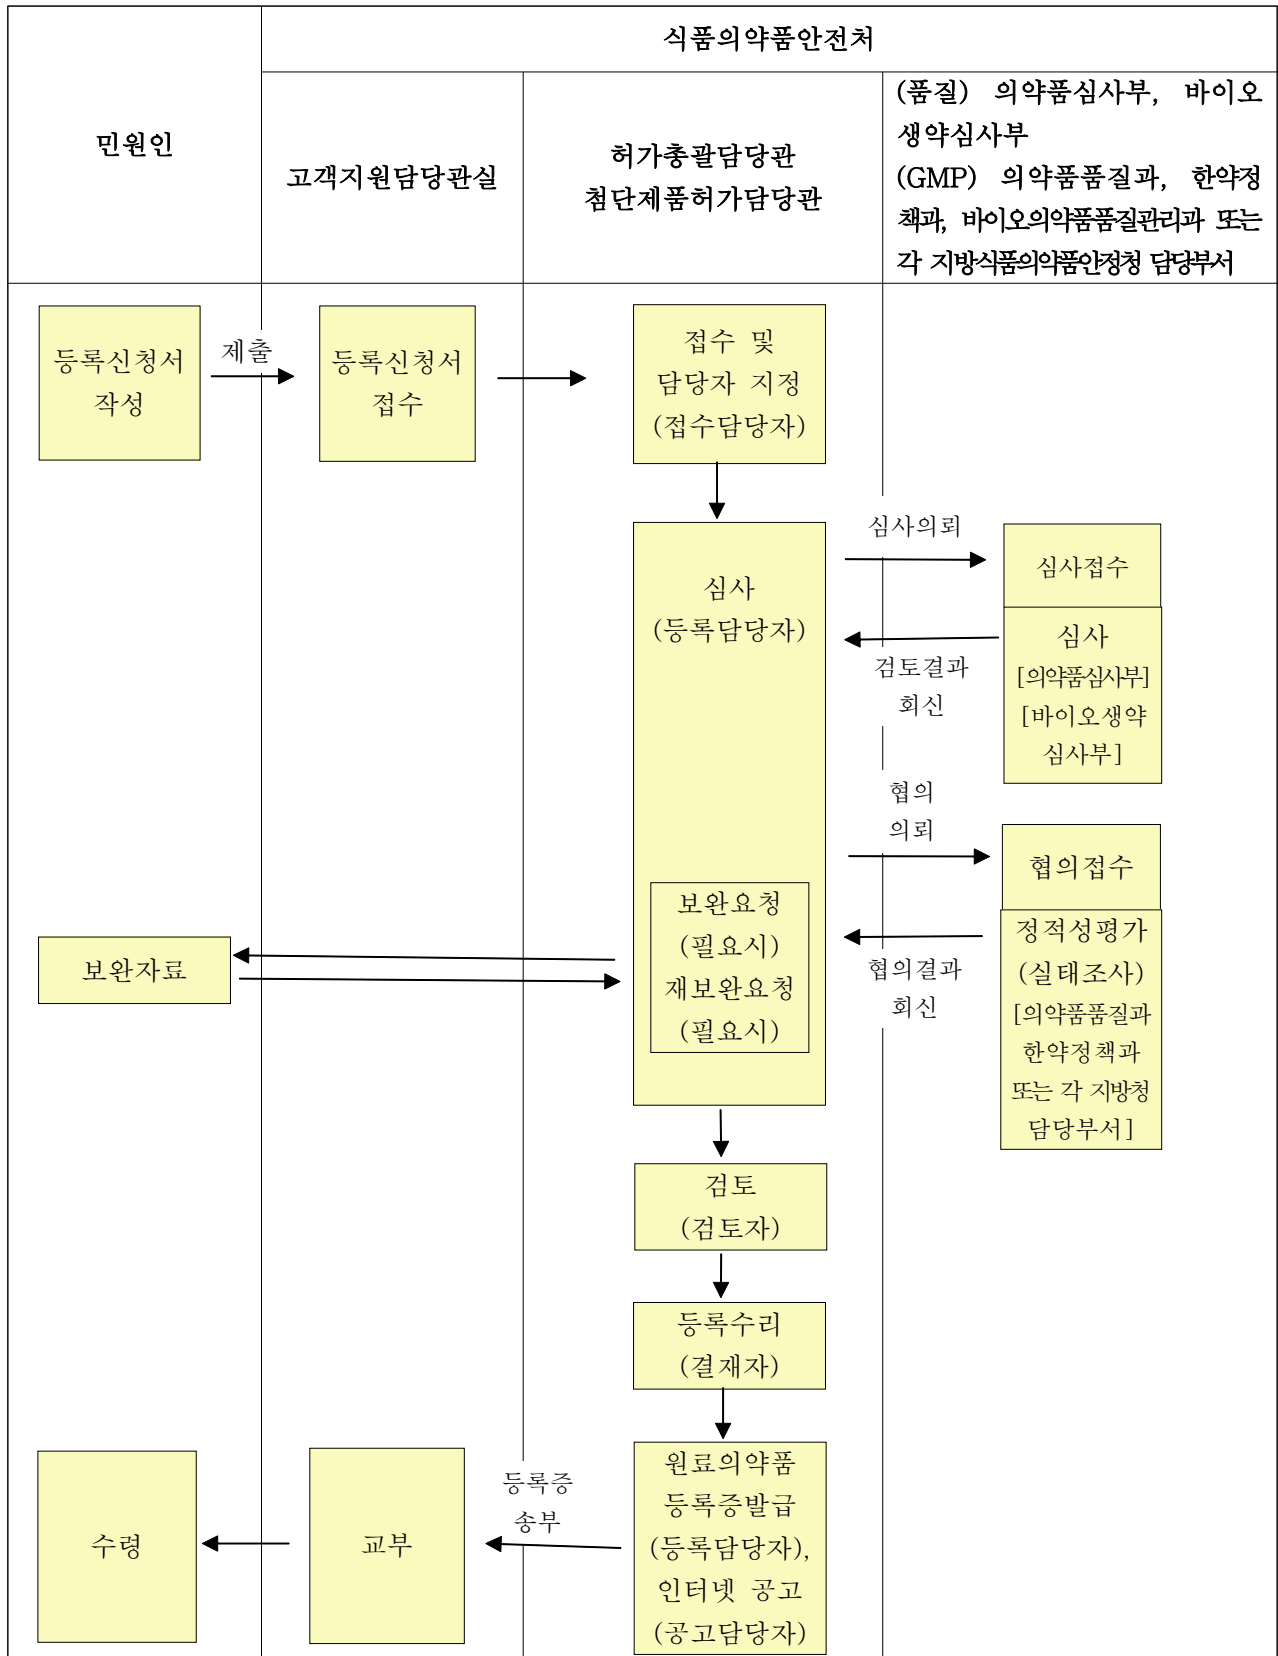 식품의약품안전처
민원인
고객지원담당관실
허가총괄담당관
첨단제품허가담당관
(품질) 의약품심사부, 바이오
생약심사부
(GMP) 의약품품질과, 한약정
책과, 바이오의약품품질관리과 또는
각 지방식품의약품안정청 담당부서
등록신청서
작성
제출
등록신청서
접수
접수 및
담당자 지정
(접수담당자)
심사
(등록담당자)
심사의뢰
심사접수
검토결과
회신
심사
[의약품심사부]
[바이오생약
심사부]
협의
의뢰
협의접수
보완요청
(필요시)
재보완요청
(필요시)
보완자료
협의결과
회신
정적성평가
(실태조사)
[의약품품질과
한약정책과
또는 각 지방청
담당부서]
검토
(검토자)
등록수리
(결재자)
원료의약품
등록증발급
(등록담당자),
인터넷 공고
(공고담당자)
등록증
송부
교부
수령